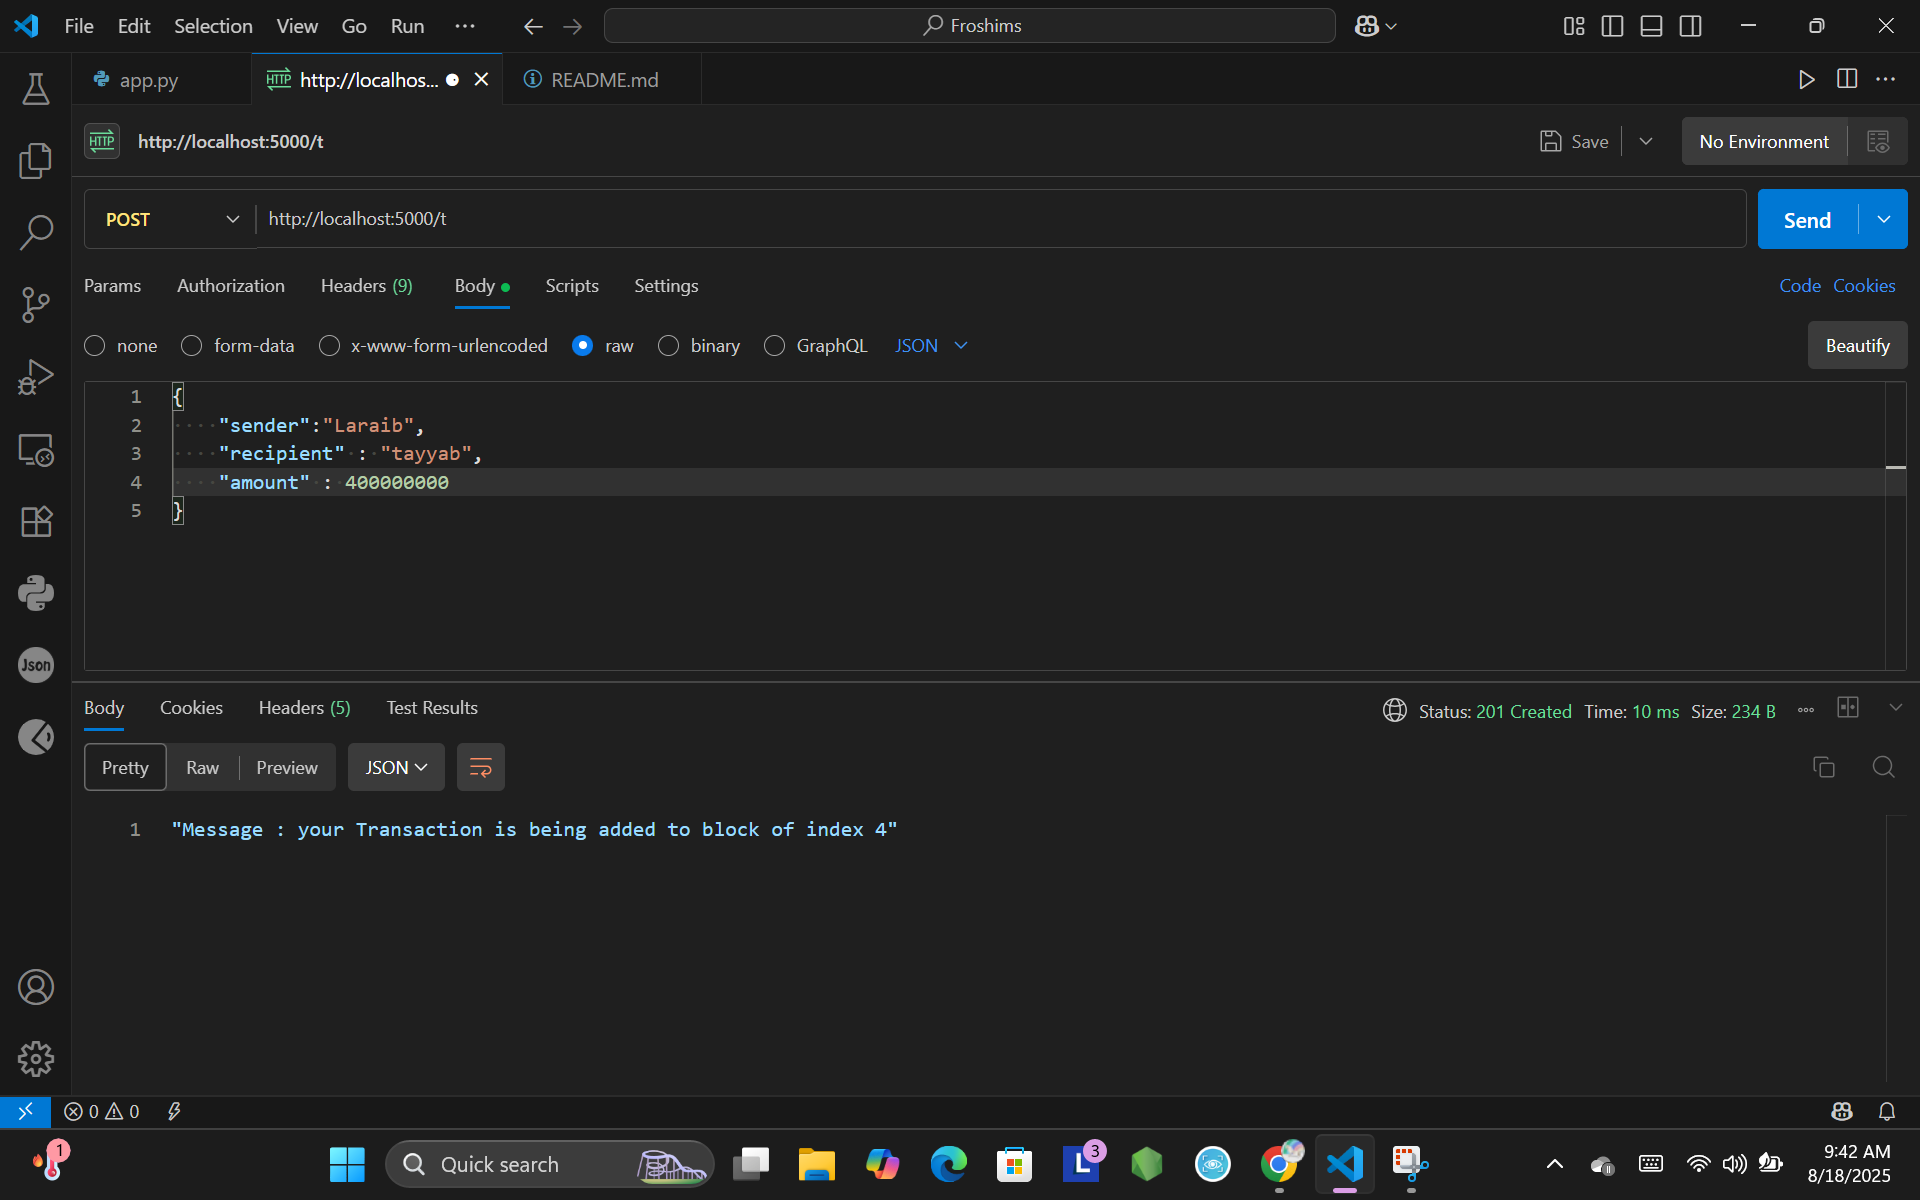 File Edit Selection View Go Run ··· Froshims
app.py http://localhos... README.md
HTTP http://localhost:5000/t Save No Environment
POST http://localhost:5000/t Send
Params Authorization Headers (9) Body Scripts Settings Code Cookies
none form-data x-www-form-urlencoded raw binary GraphQL JSON Beautify
1 {
2 "sender":"Laraib",
3 "recipient" : "tayyab",
4 "amount" : 400000000
5 }
Body Cookies Headers (5) Test Results Status: 201 Created Time: 10 ms Size: 234 B
Pretty Raw Preview JSON
1 "Message : your Transaction is being added to block of index 4"
Json
0 0
1 Quick search L 3 9:42 AM
8/18/2025